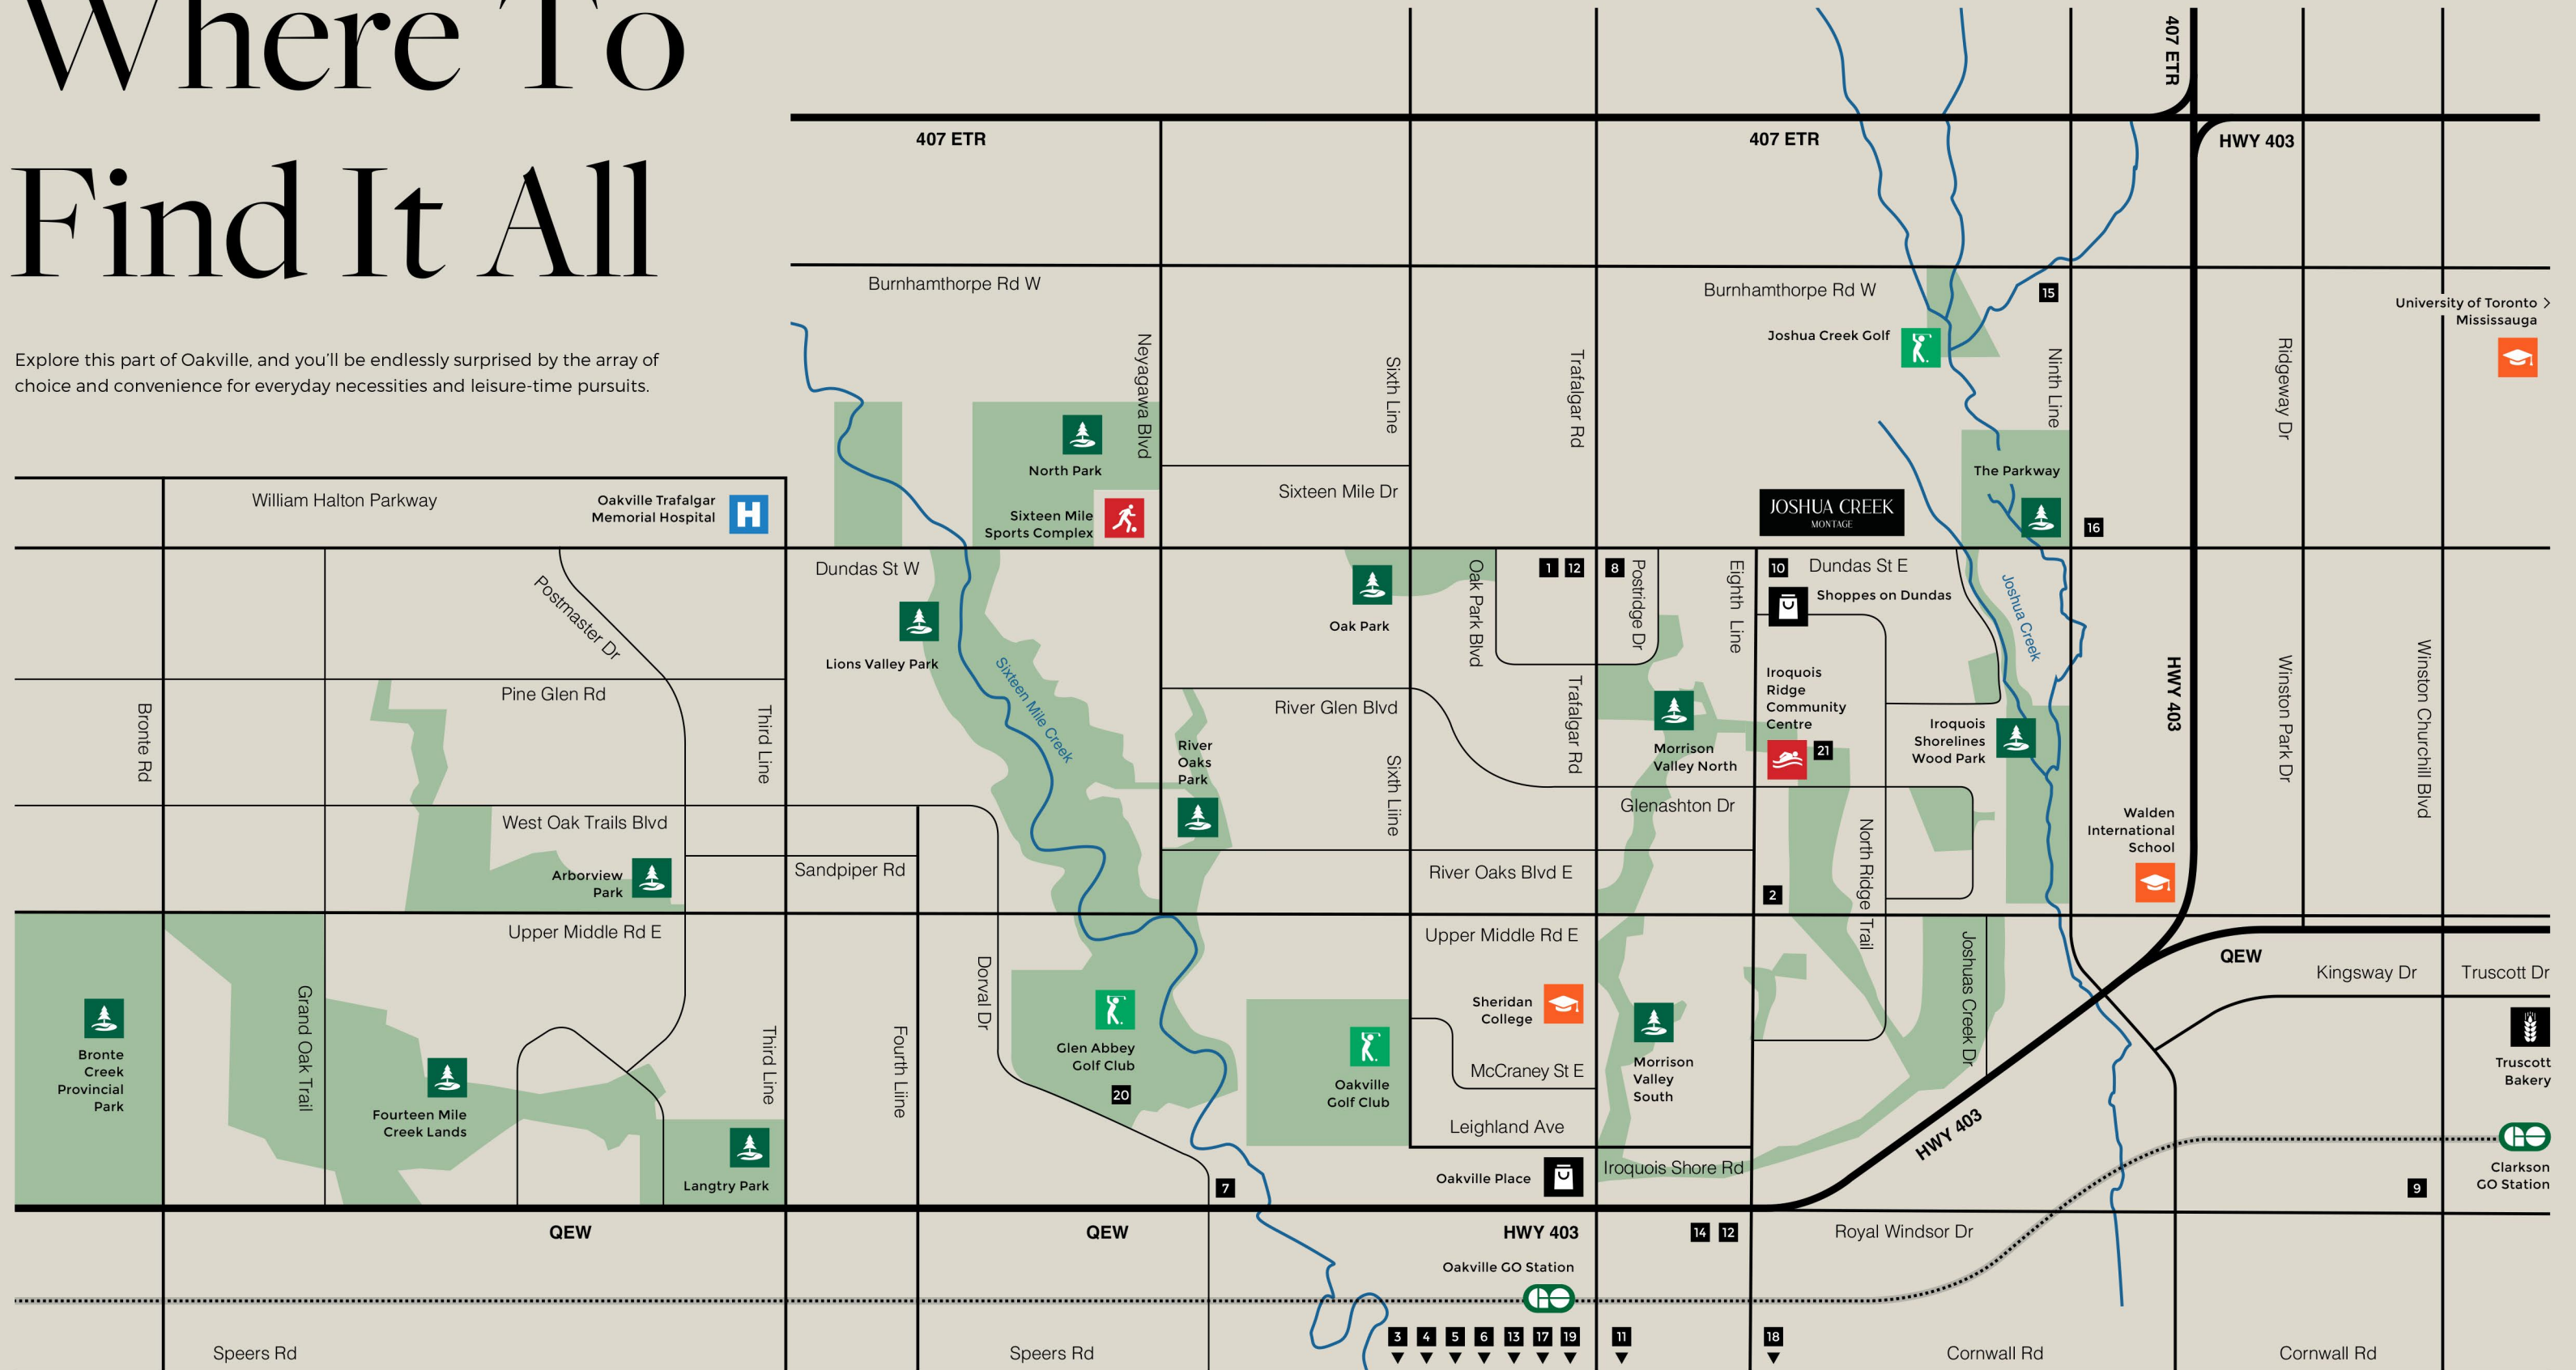 Where To
Find It All
Explore this part of Oakville, and you'll be endlessly surprised by the array of
choice and convenience for everyday necessities and leisure-time pursuits.
407 ETR
407 ETR
407 ETR
HWY 403
Burnhamthorpe Rd W
Burnhamthorpe Rd W
15
University of Toronto >
Mississauga
Joshua Creek Golf
Neyagawa Blvd
Sixth Line
Trafalgar Rd
Ninth Line
Ridgeway Dr
North Park
The Parkway
William Halton Parkway
Oakville Trafalgar
Memorial Hospital
H
Sixteen Mile
Sports Complex
Sixteen Mile Dr
JOSHUA CREEK
MONTAGE
16
Dundas St W
1
12
8
10
Dundas St E
Shoppes on Dundas
Postmaster Dr
Lions Valley Park
Oak Park
Oak Park Blvd
Postridge Dr
Eighth Line
Joshua Creek
Sixteen Mile Creek
Pine Glen Rd
River Glen Blvd
Iroquois
Ridge
Community
Centre
21
Bronte Rd
Third Line
River
Oaks
Park
Sixth Liine
Trafalgar Rd
Morrison
Valley North
Iroquois
Shorelines
Wood Park
HWY 403
Winston Park Dr
Winston Churchill Blvd
West Oak Trails Blvd
Glenashton Dr
Walden
International
School
Arborview
Park
Sandpiper Rd
River Oaks Blvd E
2
North Ridge Trail
Upper Middle Rd E
Upper Middle Rd E
QEW
Kingsway Dr
Truscott Dr
Bronte
Creek
Provincial
Park
Grand Oak Trail
Fourteen Mile
Creek Lands
Third Line
Fourth Liine
Dorval Dr
Glen Abbey
Golf Club
20
Oakville
Golf Club
Sheridan
College
McCraney St E
Morrison
Valley
South
Joshuas Creek Dr
Truscott
Bakery
Leighland Ave
HWY 403
Langtry Park
7
Oakville Place
Iroquois Shore Rd
GO
Clarkson
GO Station
9
QEW
QEW
HWY 403
14
12
Royal Windsor Dr
Oakville GO Station
GO
3
4
5
6
13
17
19
11
18
Speers Rd
Speers Rd
Cornwall Rd
Cornwall Rd